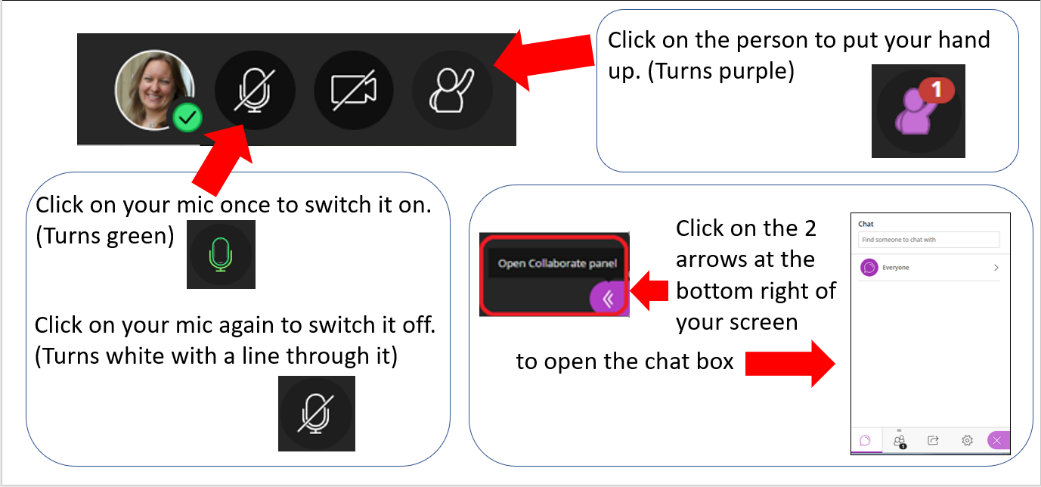 Click on the person to put your hand
up. (Turns purple)
1
Click on your mic once to switch it on.
(Turns green)
Click on your mic again to switch it off.
(Turns white with a line through it)
Open Collaborate panel
Click on the 2
arrows at the
bottom right of
your screen
to open the chat box
Chat
Find someone to chat with
Everyone
1